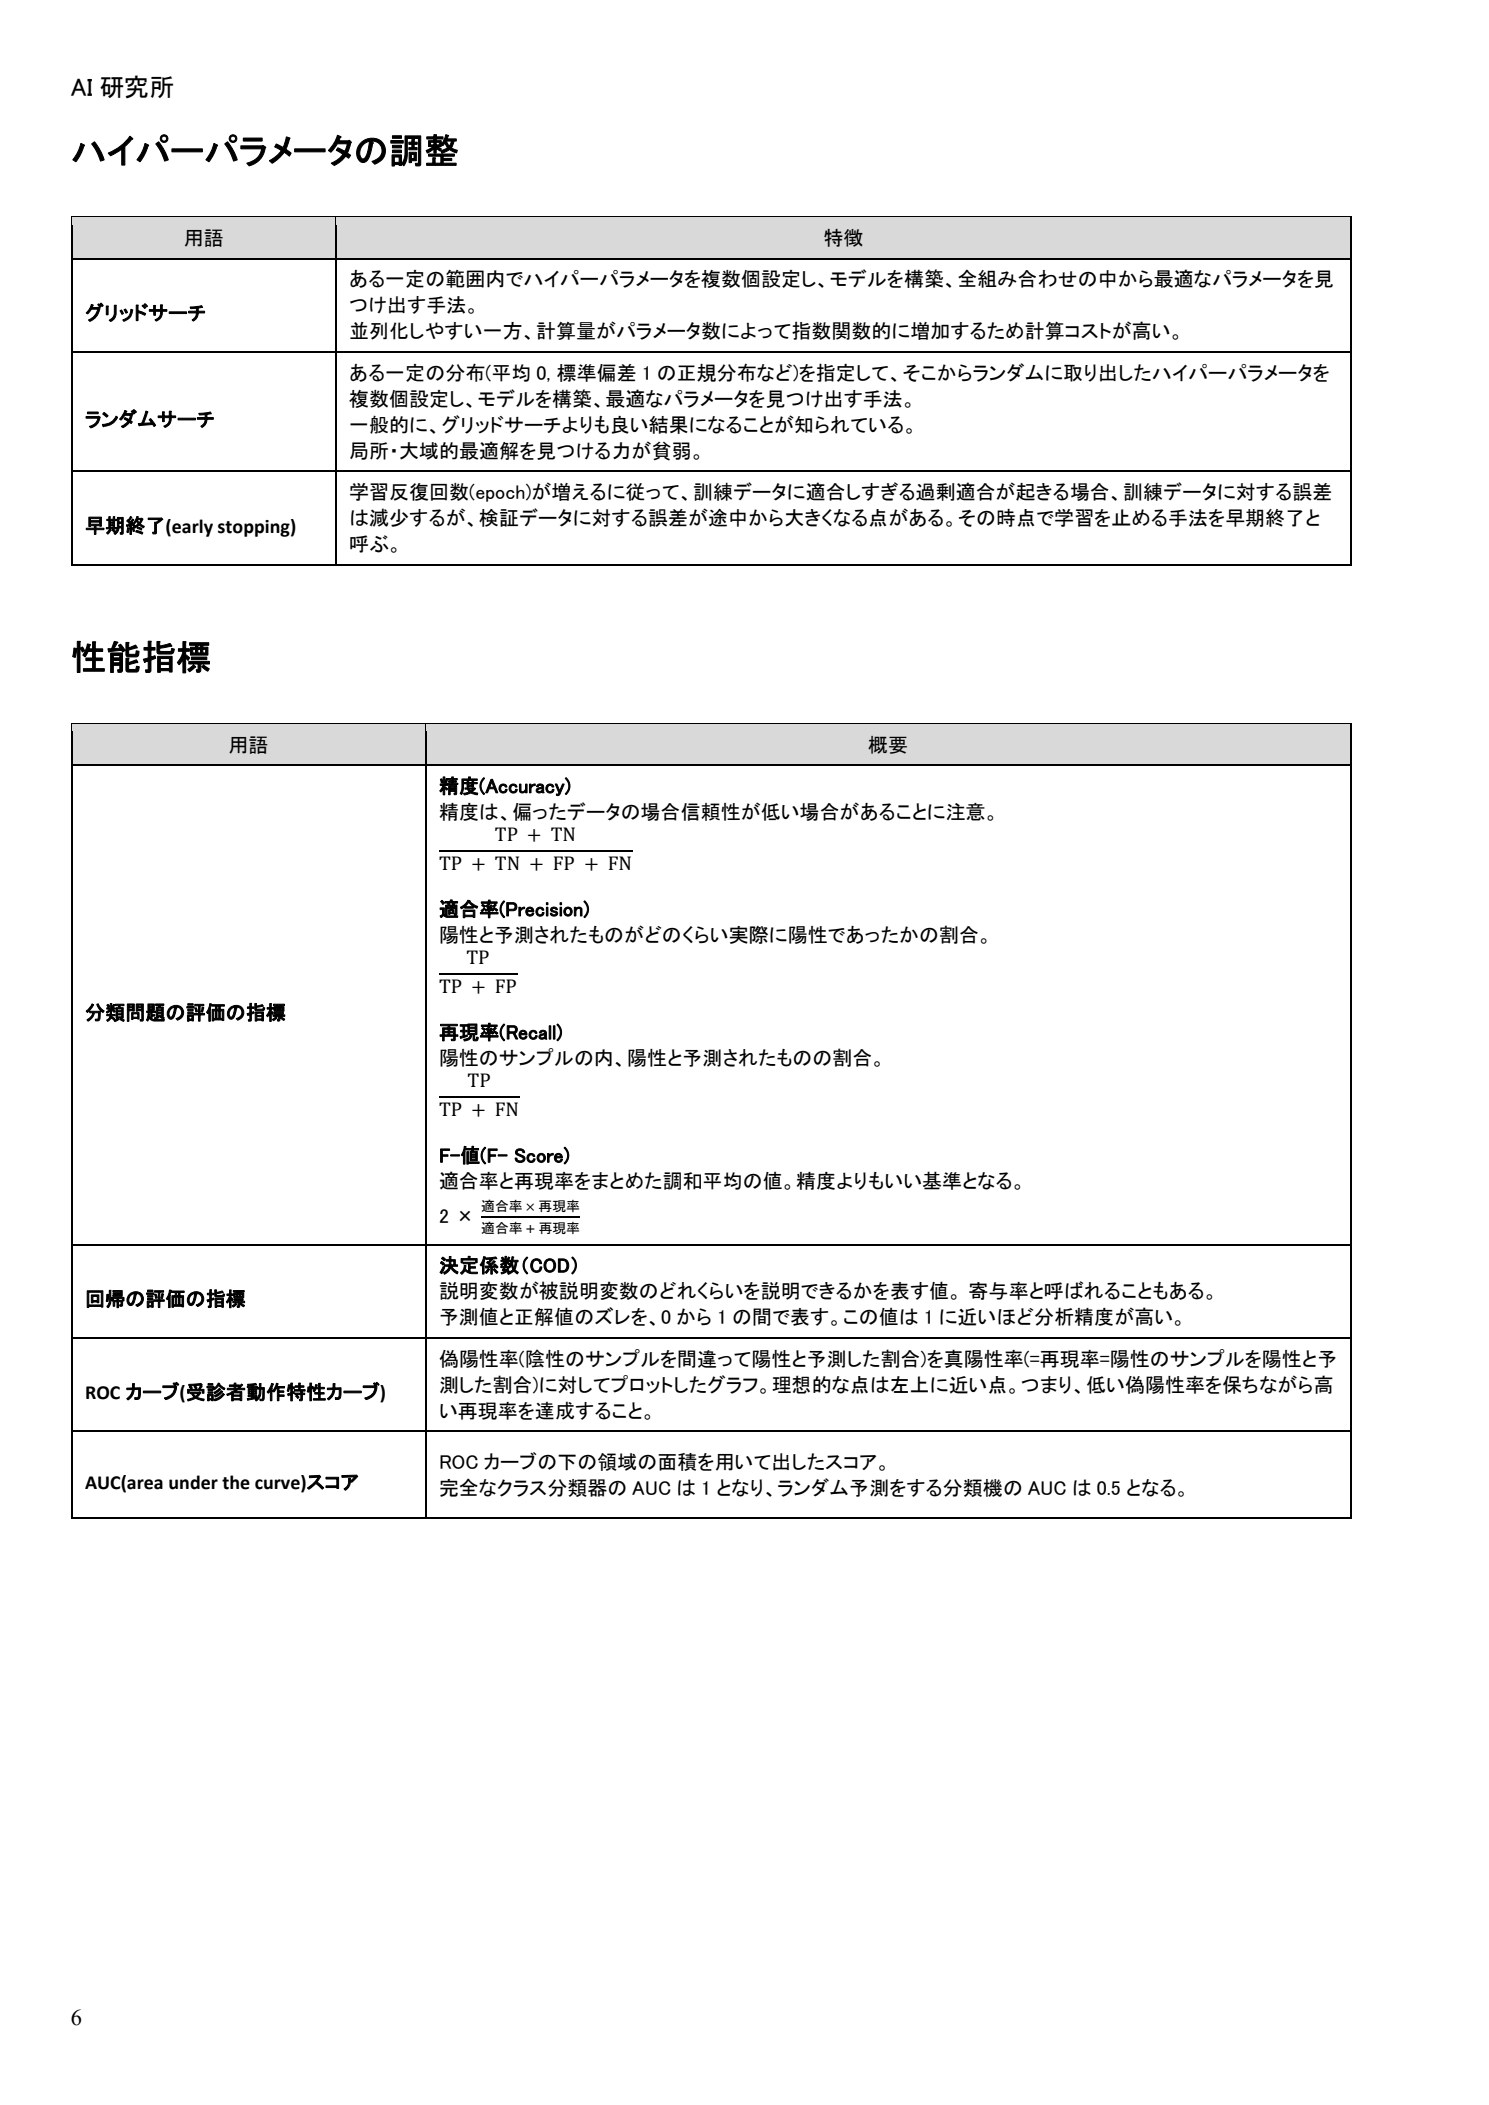 AI 研究所
ハイパーパラメータの調整
用語
特徴
グリッドサーチ
ある一定の範囲内でハイパーパラメータを複数個設定し、モデルを構築、全組み合わせの中から最適なパラメータを見
つけ出す手法。
並列化しやすい一方、計算量がパラメータ数によって指数関数的に増加するため計算コストが高い。
ランダムサーチ
ある一定の分布(平均 0, 標準偏差 1 の正規分布など)を指定して、そこからランダムに取り出したハイパーパラメータを
複数個設定し、モデルを構築、最適なパラメータを見つけ出す手法。
一般的に、グリッドサーチよりも良い結果になることが知られている。
局所・大域的最適解を見つける力が貧弱。
早期終了(early stopping)
学習反復回数(epoch)が増えるに従って、訓練データに適合しすぎる過剰適合が起きる場合、訓練データに対する誤差
は減少するが、検証データに対する誤差が途中から大きくなる点がある。その時点で学習を止める手法を早期終了と
呼ぶ。
性能指標
用語
概要
分類問題の評価の指標
精度(Accuracy)
精度は、偏ったデータの場合信頼性が低い場合があることに注意。
TP + TN
TP + TN + FP + FN
適合率(Precision)
陽性と予測されたものがどのくらい実際に陽性であったかの割合。
TP
TP + FP
再現率(Recall)
陽性のサンプルの内、陽性と予測されたものの割合。
TP
TP + FN
F-値(F- Score)
適合率と再現率をまとめた調和平均の値。精度よりもいい基準となる。
2 × 適合率 × 再現率
適合率 + 再現率
回帰の評価の指標
決定係数(COD)
説明変数が被説明変数のどれくらいを説明できるかを表す値。 寄与率と呼ばれることもある。
予測値と正解値のズレを、0 から 1 の間で表す。この値は 1 に近いほど分析精度が高い。
ROC カーブ(受診者動作特性カーブ)
偽陽性率(陰性のサンプルを間違って陽性と予測した割合)を真陽性率(=再現率=陽性のサンプルを陽性と予
測した割合)に対してプロットしたグラフ。理想的な点は左上に近い点。つまり、低い偽陽性率を保ちながら高
い再現率を達成すること。
AUC(area under the curve)スコア
ROC カーブの下の領域の面積を用いて出したスコア。
完全なクラス分類器の AUC は 1 となり、ランダム予測をする分類機の AUC は 0.5 となる。
6